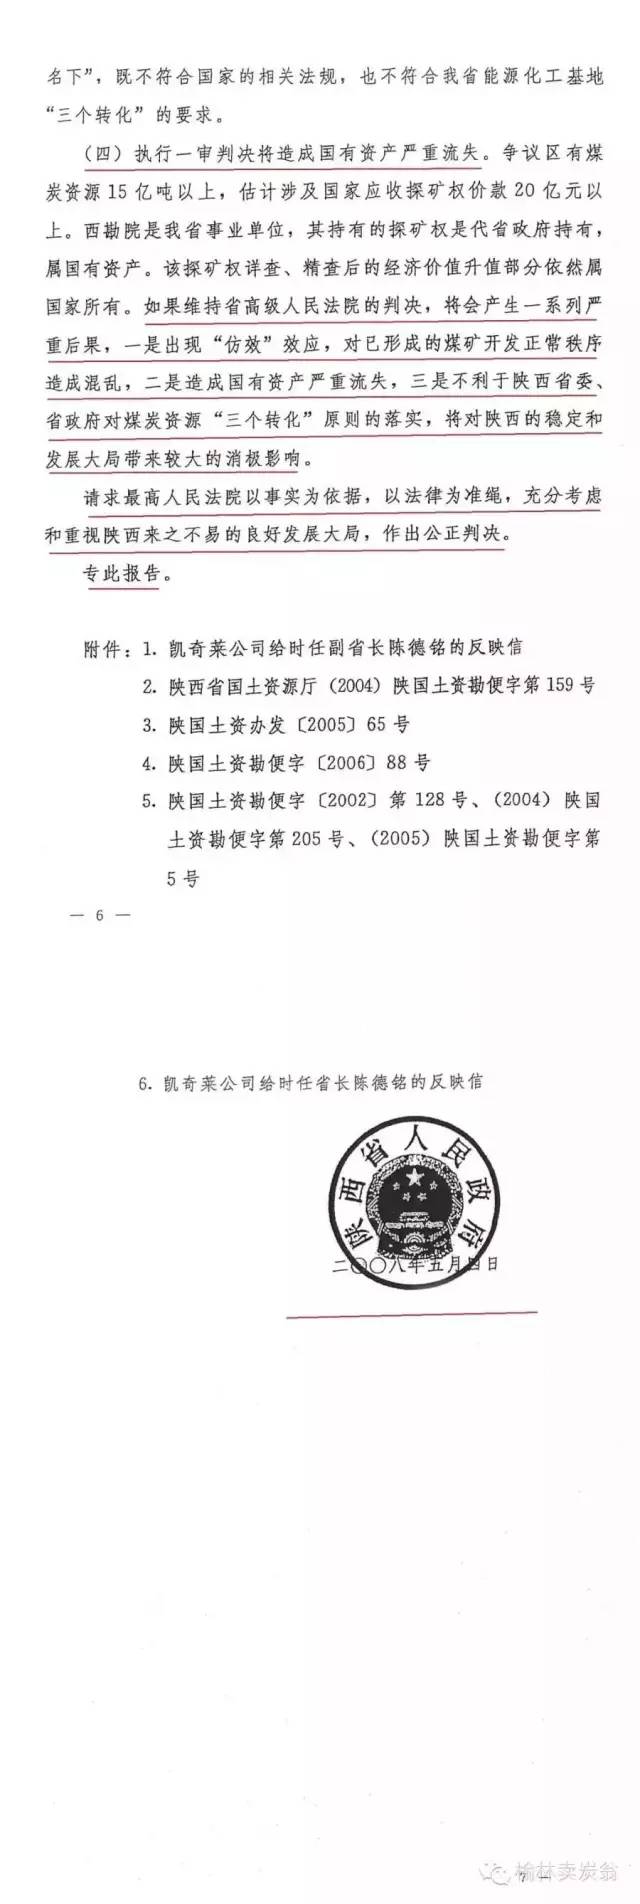 名下”，既不符合国家的相关法规，也不符合我省能源化工基地
“三个转化”的要求。
（四）执行一审判决将造成国有资产严重流失。争议区有煤
炭资源15亿吨以上，估计涉及国家应收探矿权价款20亿元以
上。西勘院是我省事业单位，其持有的探矿权是代省政府持有，
属国有资产。该探矿权详查、精查后的经济价值升值部分依然属
国家所有。如果维持省高级人民法院的判决，将会产生一系列严
重后果，一是出现“仿效”效应，对已形成的煤矿开发正常秩序
造成混乱，二是造成国有资产严重流失，三是不利于陕西省委、
省政府对煤炭资源“三个转化”原则的落实，将对陕西的稳定和
发展大局带来较大的消极影响。
请求最高人民法院以事实为依据，以法律为准绳，充分考虑
和重视陕西来之不易的良好发展大局，作出公正判决。
专此报告。
附件：1. 凯奇莱公司给时任副省长陈德铭的反映信
2. 陕西省国土资源厅（2004）陕国土资勘便字第159号
3. 陕国土资办发〔2005〕65号
4. 陕国土资勘便字〔2006〕88号
5. 陕国土资勘便字〔2002〕第128号、（2004）陕国
土资勘便字第205号、（2005）陕国土资勘便字第
5号
— 6 —
6. 凯奇莱公司给时任省长陈德铭的反映信
陕西省人民政府
二〇〇八年五月四日
榆林卖炭翁
7 —